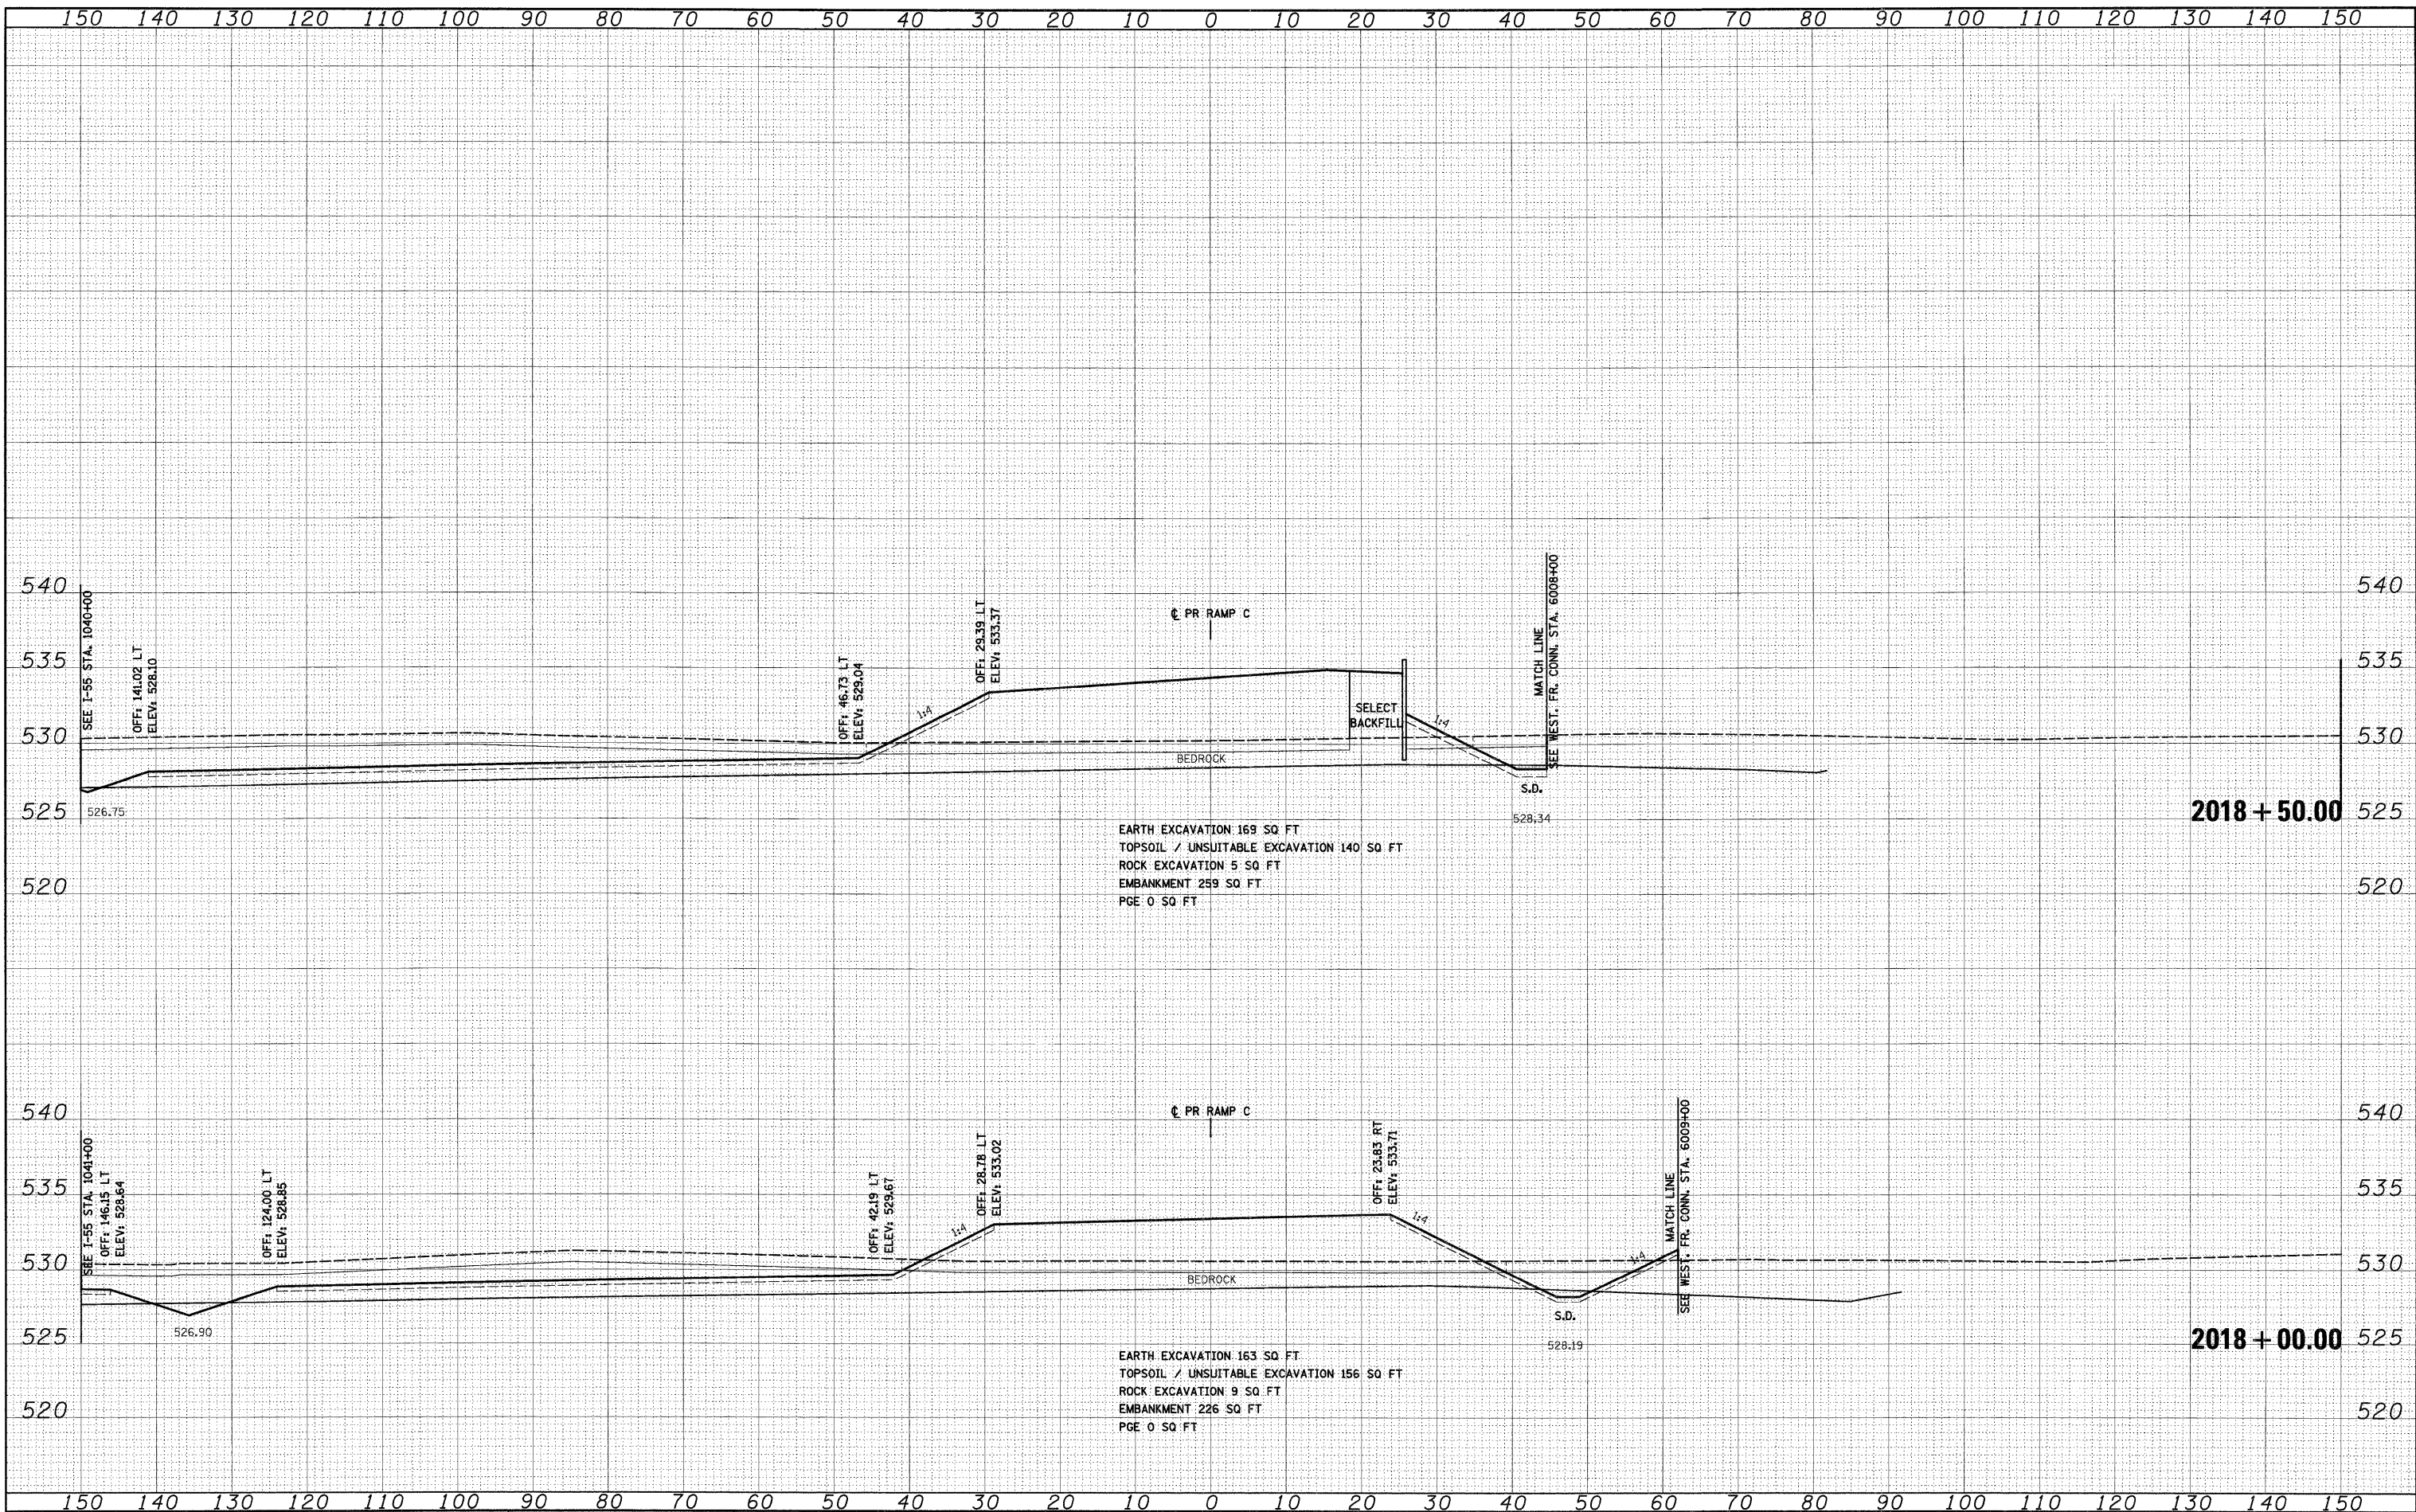 150 140 130 120 110 100 90 80 70 60 50 40 30 20 10 0 10 20 30 40 50 60 70 80 90 100 110 120 130 140 150
540 540
535 535
530 530
525 525
520 520
SEE I-55 STA. 1040+00
OFF: 141.02 LT
ELEV: 528.10
OFF: 46.73 LT
ELEV: 529.04
1:4
OFF: 29.39 LT
ELEV: 533.37
℄ PR RAMP C
SELECT
BACKFILL
1:4
MATCH LINE
SEE WEST. FR. CONN. STA. 6008+00
BEDROCK
S.D.
526.75
528.34
2018+50.00
EARTH EXCAVATION 169 SQ FT
TOPSOIL / UNSUITABLE EXCAVATION 140 SQ FT
ROCK EXCAVATION 5 SQ FT
EMBANKMENT 259 SQ FT
PGE 0 SQ FT
540 540
535 535
530 530
525 525
520 520
SEE I-55 STA. 1041+00
OFF: 146.15 LT
ELEV: 528.64
OFF: 124.00 LT
ELEV: 528.85
OFF: 42.19 LT
ELEV: 529.67
1:4
OFF: 28.78 LT
ELEV: 533.02
℄ PR RAMP C
OFF: 23.83 RT
ELEV: 533.71
1:4
1:4
MATCH LINE
SEE WEST. FR. CONN. STA. 6009+00
BEDROCK
S.D.
526.90
528.19
2018+00.00
EARTH EXCAVATION 163 SQ FT
TOPSOIL / UNSUITABLE EXCAVATION 156 SQ FT
ROCK EXCAVATION 9 SQ FT
EMBANKMENT 226 SQ FT
PGE 0 SQ FT
150 140 130 120 110 100 90 80 70 60 50 40 30 20 10 0 10 20 30 40 50 60 70 80 90 100 110 120 130 140 150